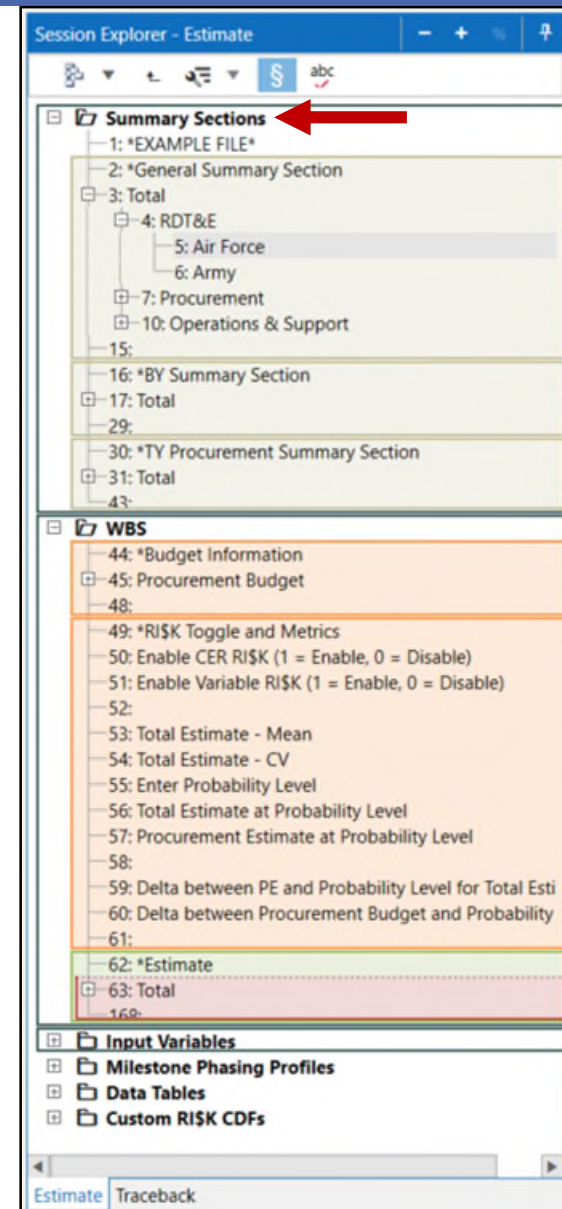 Session Explorer - Estimate
§ abc
Summary Sections
1: *EXAMPLE FILE*
2: *General Summary Section
3: Total
4: RDT&E
5: Air Force
6: Army
7: Procurement
10: Operations & Support
15:
16: *BY Summary Section
17: Total
29:
30: *TY Procurement Summary Section
31: Total
43:
WBS
44: *Budget Information
45: Procurement Budget
48:
49: *RI$K Toggle and Metrics
50: Enable CER RI$K (1 = Enable, 0 = Disable)
51: Enable Variable RI$K (1 = Enable, 0 = Disable)
52:
53: Total Estimate - Mean
54: Total Estimate - CV
55: Enter Probability Level
56: Total Estimate at Probability Level
57: Procurement Estimate at Probability Level
58:
59: Delta between PE and Probability Level for Total Esti
60: Delta between Procurement Budget and Probability
61:
62: *Estimate
63: Total
168:
Input Variables
Milestone Phasing Profiles
Data Tables
Custom RI$K CDFs
Estimate Traceback